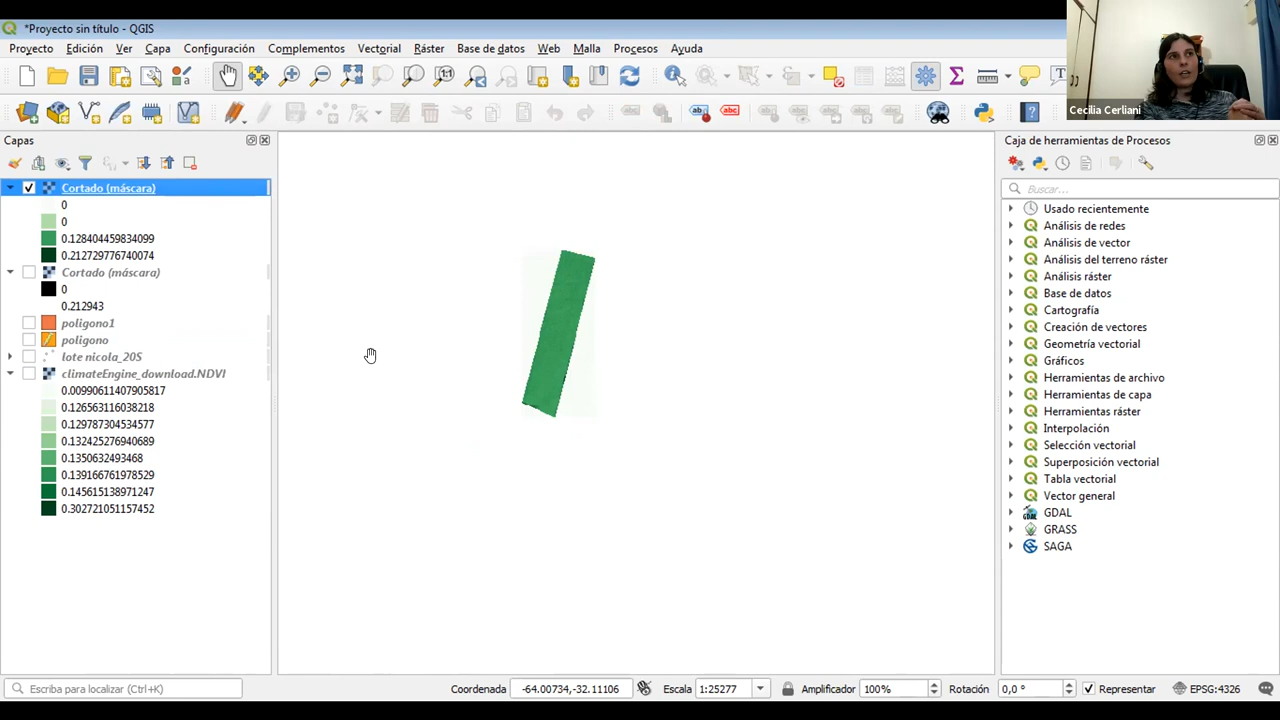 *Proyecto sin título - QGIS
Proyecto Edición Ver Capa Configuración Complementos Vectorial Ráster Base de datos Web Malla Procesos Ayuda
Cecilia Cerliani
Capas
Caja de herramientas de Procesos
Cortado (máscara)
0
0
0.128404459834099
0.212729776740074
Cortado (máscara)
0
0.212943
poligono1
poligono
lote nicola_20S
climateEngine_download.NDVI
0.00990611407905817
0.126563116038218
0.129787304534577
0.132425276940689
0.1350632493468
0.139166761978529
0.145615138971247
0.302721051157452
Buscar...
Usado recientemente
Análisis de redes
Análisis de vector
Análisis del terreno ráster
Análisis ráster
Base de datos
Cartografía
Creación de vectores
Geometría vectorial
Gráficos
Herramientas de archivo
Herramientas de capa
Herramientas ráster
Interpolación
Selección vectorial
Superposición vectorial
Tabla vectorial
Vector general
GDAL
GRASS
SAGA
Escriba para localizar (Ctrl+K) Coordenada -64.00734,-32.11106 Escala 1:25277 Amplificador 100% Rotación 0,0 ° Representar EPSG:4326